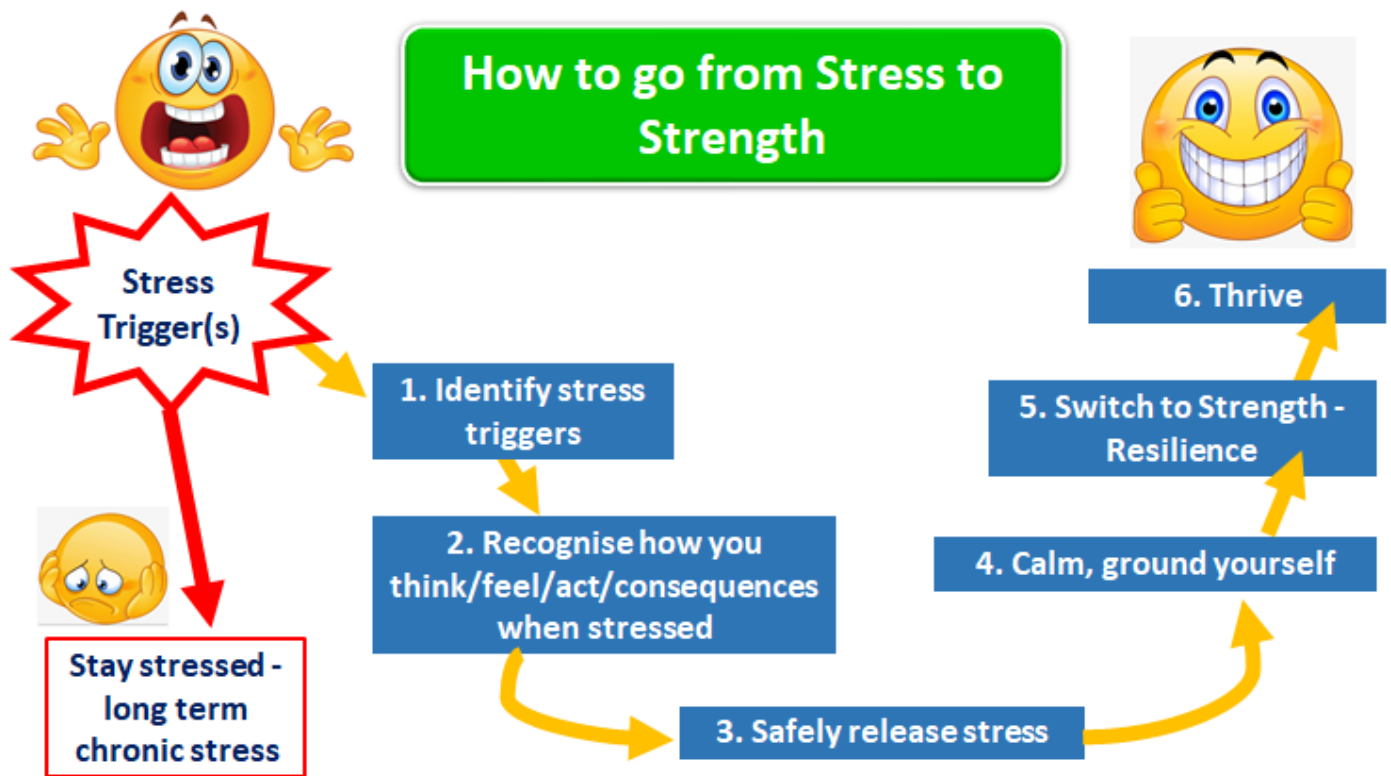 How to go from Stress to
Strength
Stress
Trigger(s)
1. Identify stress
triggers
2. Recognise how you
think/feel/act/consequences
when stressed
3. Safely release stress
4. Calm, ground yourself
5. Switch to Strength -
Resilience
6. Thrive
Stay stressed -
long term
chronic stress